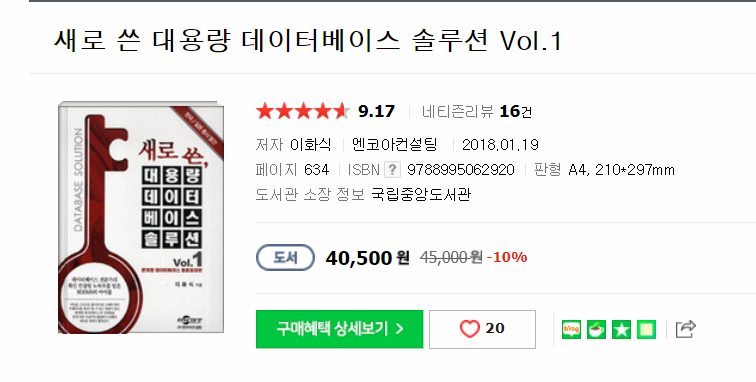 새로 쓴 대용량 데이터베이스 솔루션 Vol.1
DATABASE SOLUTION
새로 쓴,
대용량
데이터
베이스
솔루션
Vol.1
이 화 식
9.17 네티즌리뷰 16건
저자 이화식 엔코아컨설팅 2018.01.19
페이지 634 ISBN ? 9788995062920 판형 A4, 210*297mm
도서관 소장 정보 국립중앙도서관
도서 40,500원 45,000원 -10%
구매혜택 상세보기 > 20
blog